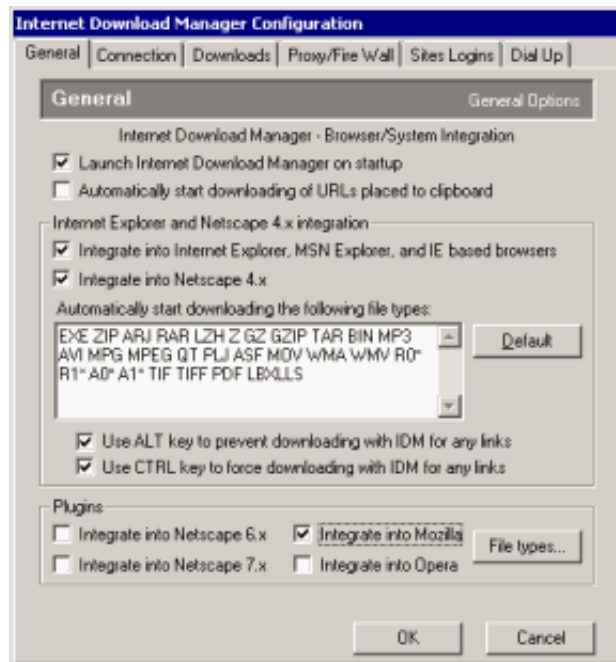 Internet Download Manager Configuration
General Connection Downloads Proxy/Fire Wall Sites Logins Dial Up
General General Options
Internet Download Manager - Browser/System Integration
Launch Internet Download Manager on startup
Automatically start downloading of URLs placed to clipboard
Internet Explorer and Netscape 4.x integration
Integrate into Internet Explorer, MSN Explorer, and IE based browsers
Integrate into Netscape 4.x
Automatically start downloading the following file types:
EXE ZIP ARJ RAR LZH Z GZ GZIP TAR BIN MP3
AVI MPG MPEG QT PLJ ASF MOV WMA WMV R0*
R1* A0* A1* TIF TIFF PDF LBXLLS
Default
Use ALT key to prevent downloading with IDM for any links
Use CTRL key to force downloading with IDM for any links
Plugins
Integrate into Netscape 6.x Integrate into Mozilla
Integrate into Netscape 7.x Integrate into Opera
File types...
OK Cancel